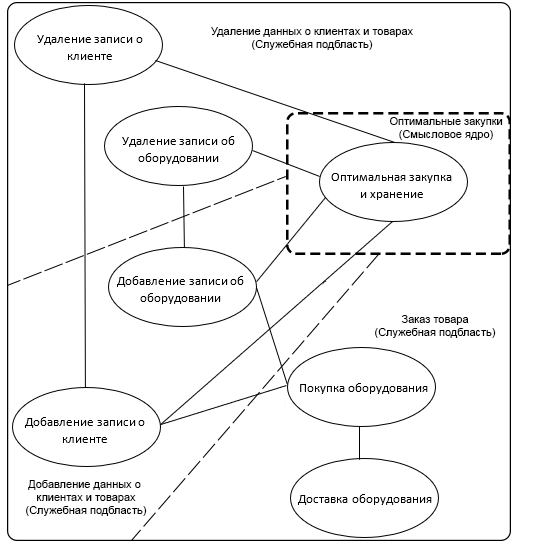 Удаление записи о
клиенте
Удаление данных о клиентах и товарах
(Служебная подбласть)
Удаление записи об
оборудовании
Оптимальные закупки
(Смысловое ядро)
Оптимальная закупка
и хранение
Добавление записи об
оборудовании
Заказ товара
(Служебная подбласть)
Покупка оборудования
Добавление записи о
клиенте
Добавление данных о
клиентах и товарах
(Служебная подбласть)
Доставка оборудования